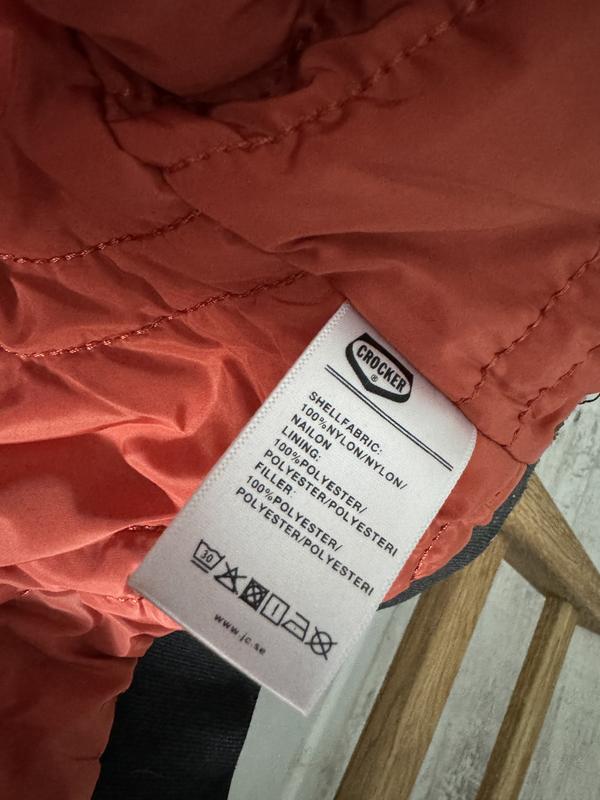 CROCKER
®
SHELLFABRIC:
100%NYLON/NYLON/
NAILON
LINING:
100%POLYESTER/
POLYESTER/POLYESTERI
FILLER:
100%POLYESTER/
POLYESTER/POLYESTERI
30
www.jc.se